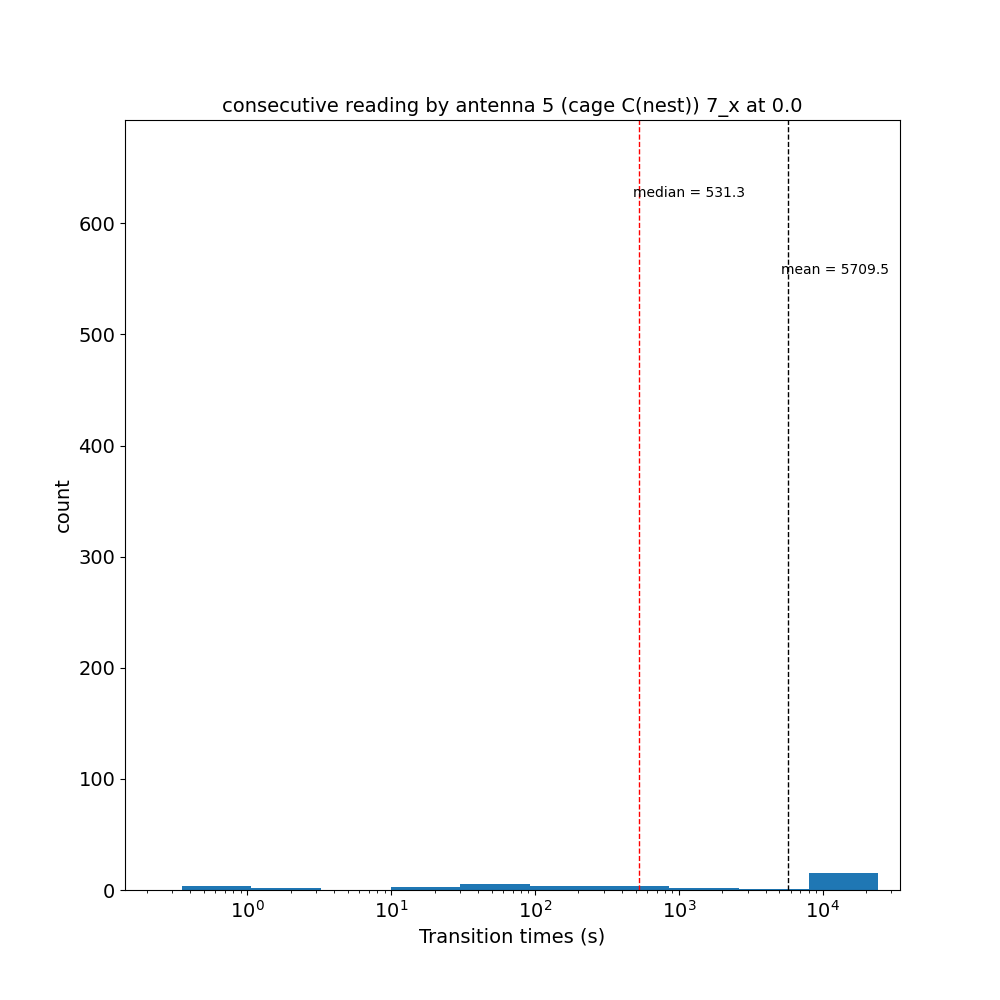 consecutive reading by antenna 5 (cage C(nest)) 7_x at 0.0
median = 531.3
mean = 5709.5
600
500
400
300
200
100
0
count
10^0 10^1 10^2 10^3 10^4
Transition times (s)